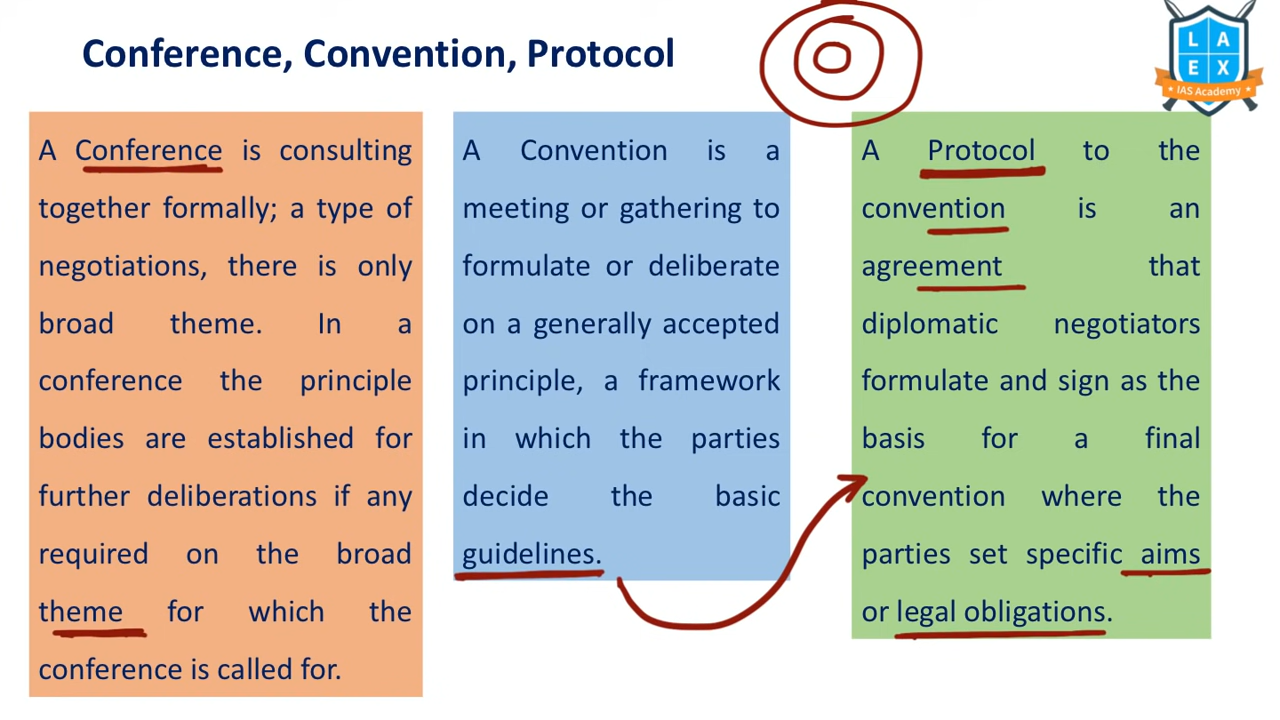 Conference, Convention, Protocol
L A
E X
IAS Academy
A Conference is consulting
together formally; a type of
negotiations, there is only
broad theme. In a
conference the principle
bodies are established for
further deliberations if any
required on the broad
theme for which the
conference is called for.
A Convention is a
meeting or gathering to
formulate or deliberate
on a generally accepted
principle, a framework
in which the parties
decide the basic
guidelines.
A Protocol to the
convention is an
agreement that
diplomatic negotiators
formulate and sign as the
basis for a final
convention where the
parties set specific aims
or legal obligations.